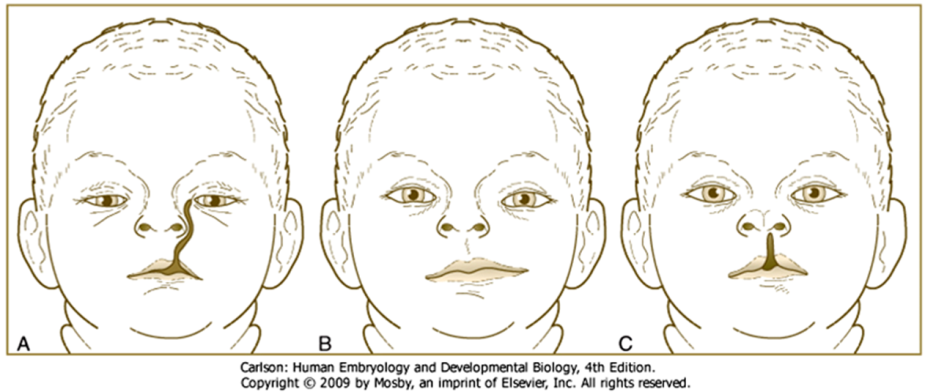 A
B
C
Carlson: Human Embryology and Developmental Biology, 4th Edition.
Copyright © 2009 by Mosby, an imprint of Elsevier, Inc. All rights reserved.